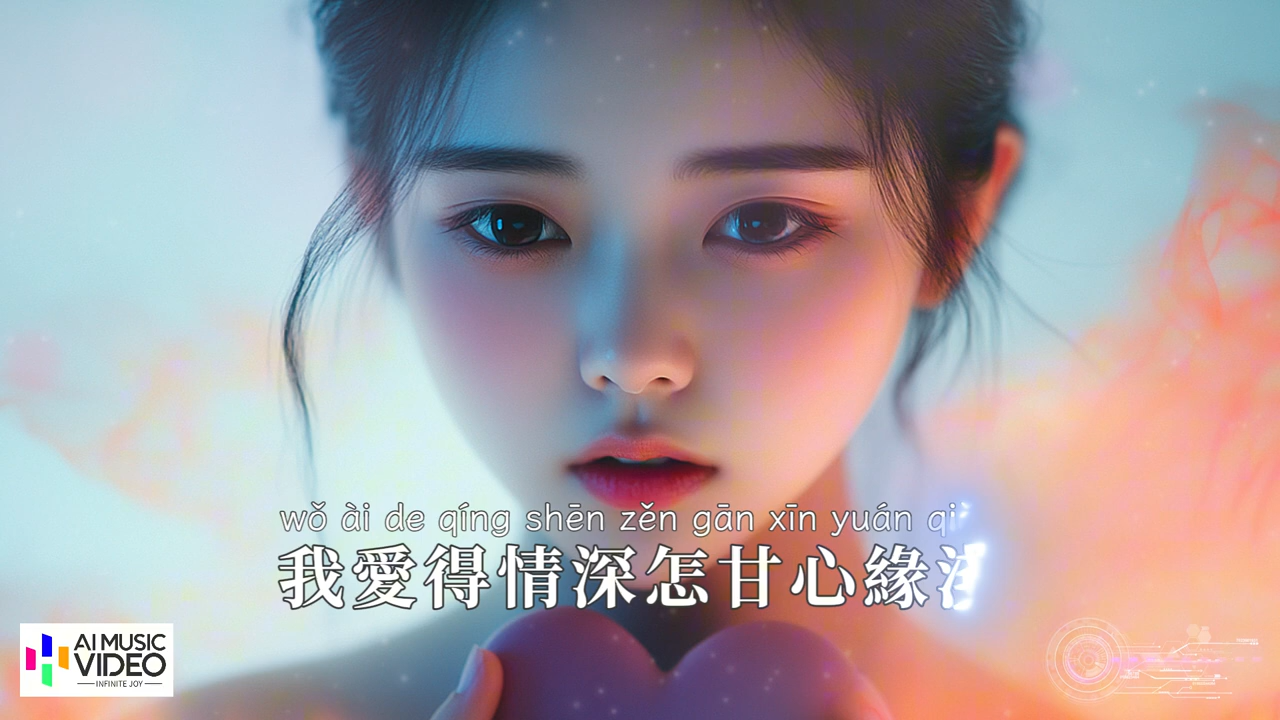 wǒ ài de qíng shēn zěn gān xīn yuán
我愛得情深怎甘心緣
AI MUSIC
VIDEO
INFINITE JOY